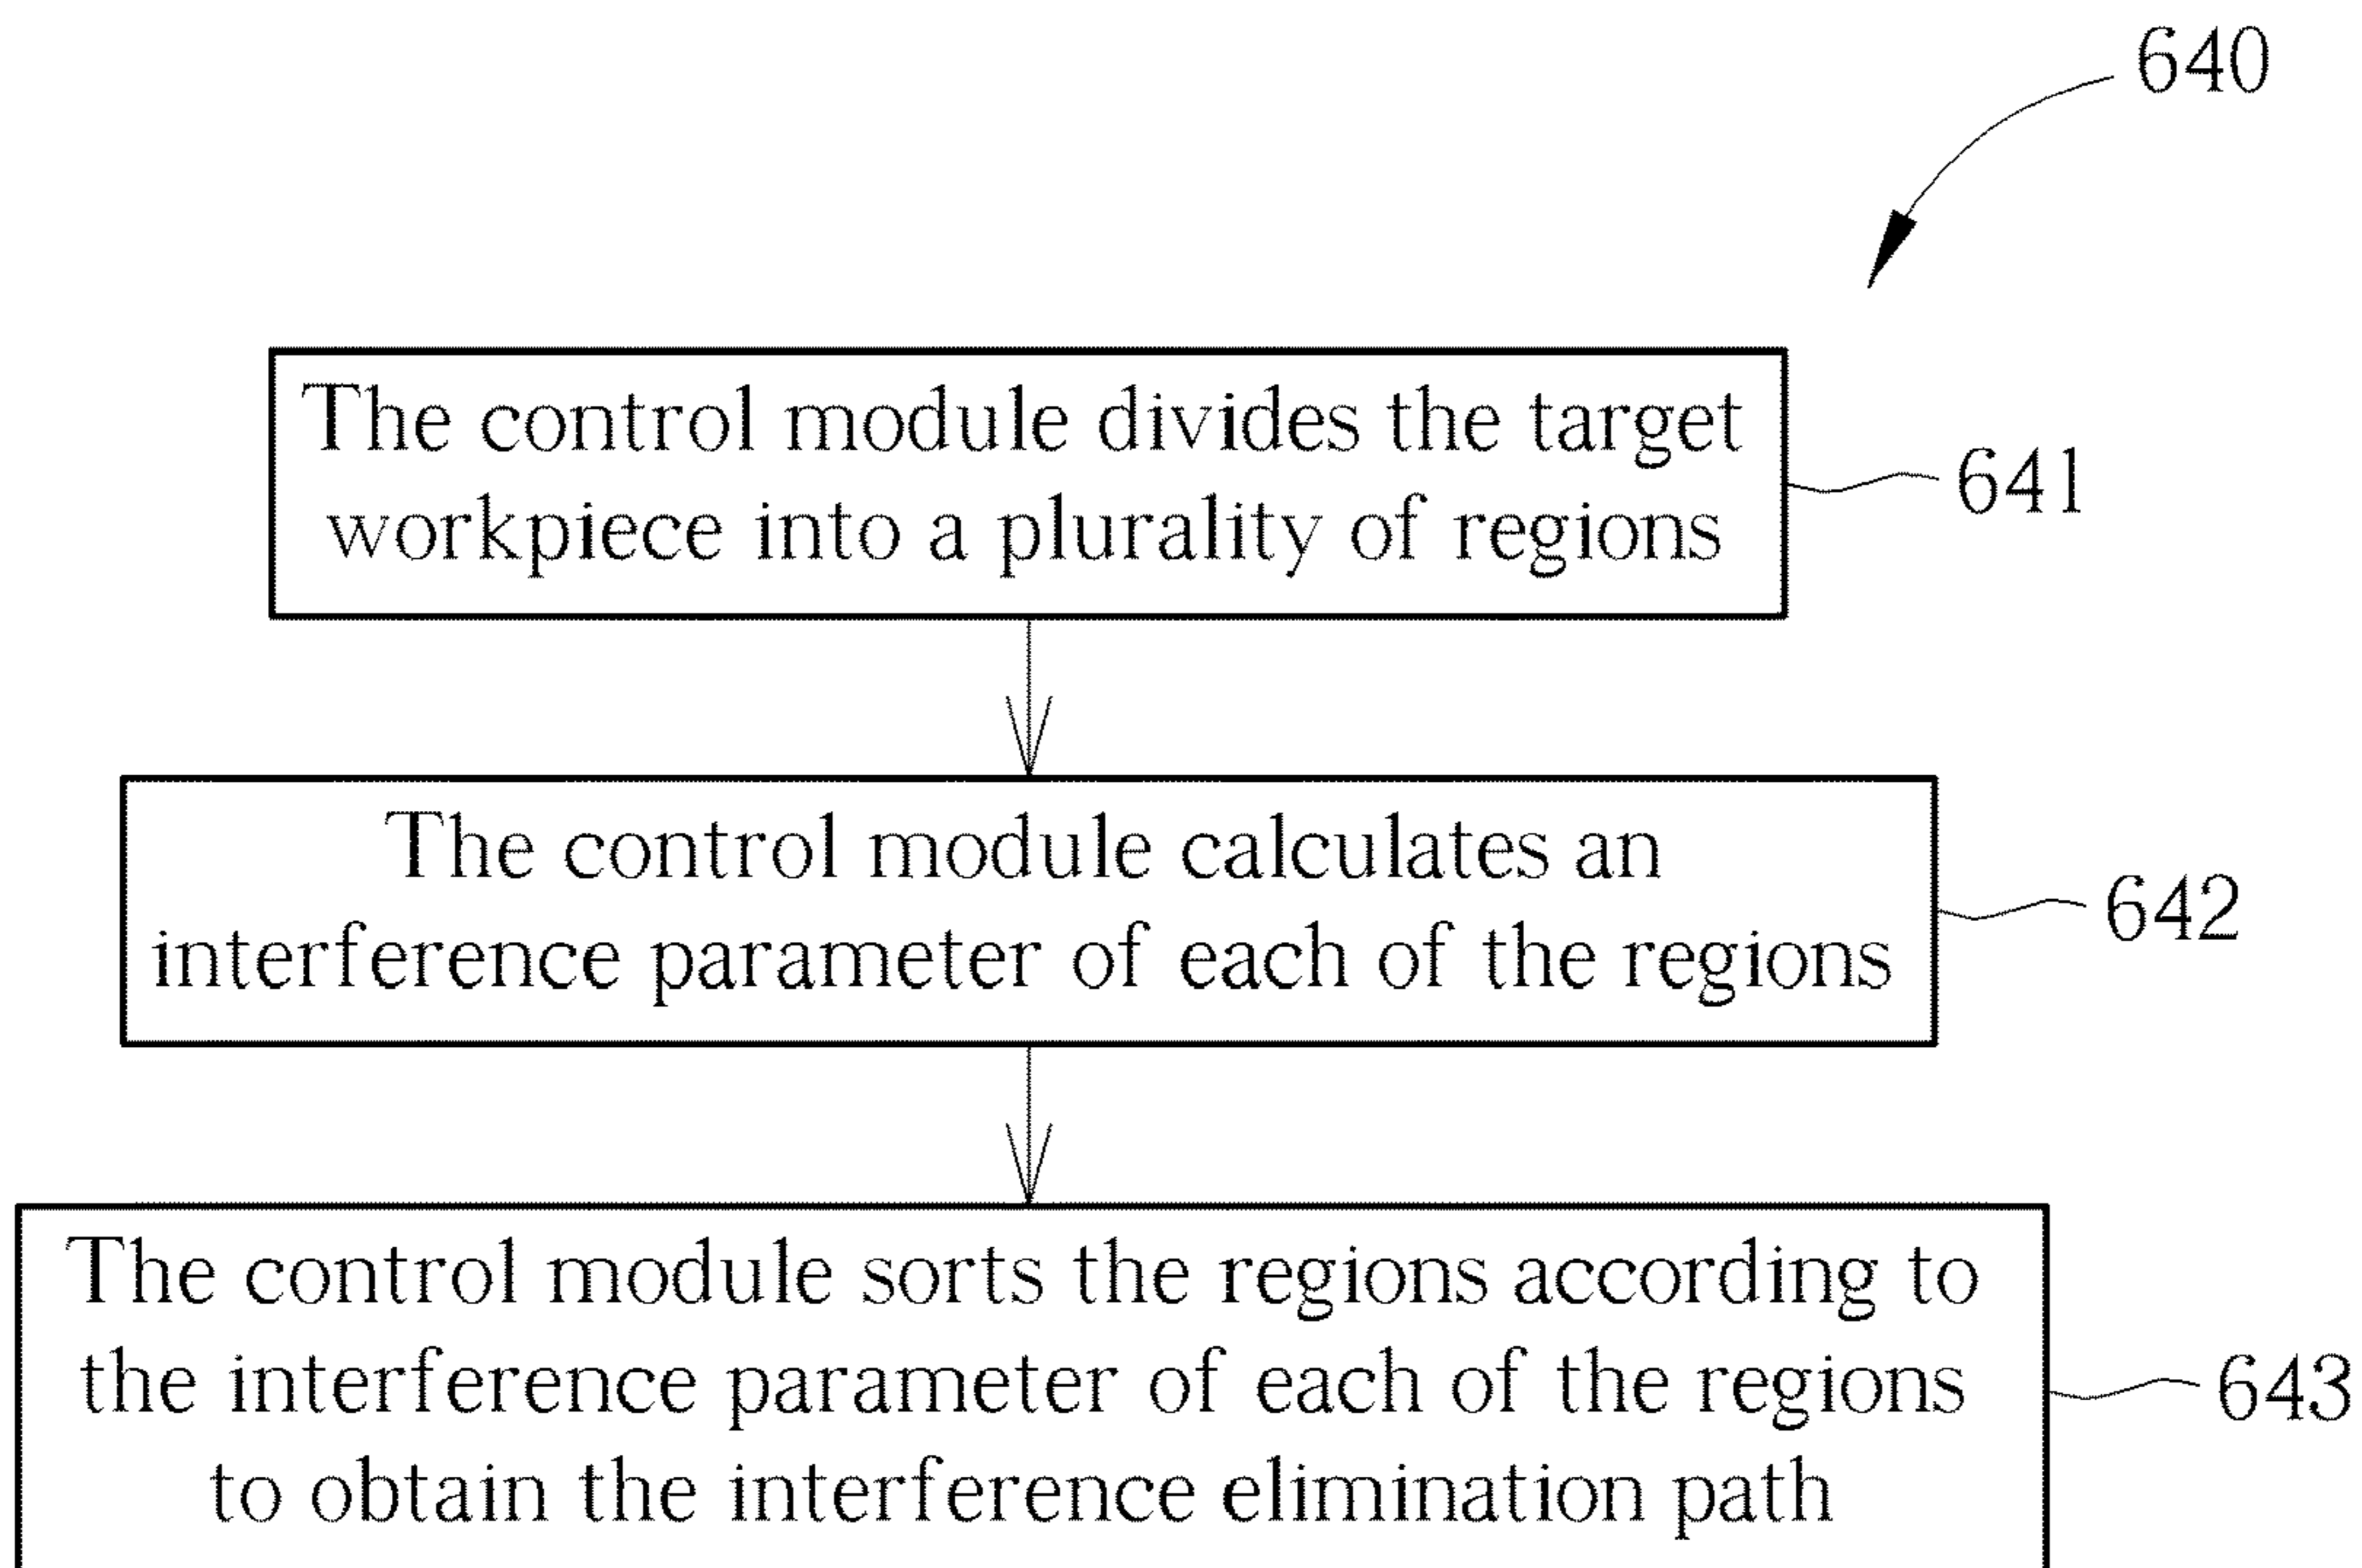 640
The control module divides the target
workpiece into a plurality of regions
641
The control module calculates an
interference parameter of each of the regions
642
The control module sorts the regions according to
the interference parameter of each of the regions
to obtain the interference elimination path
643